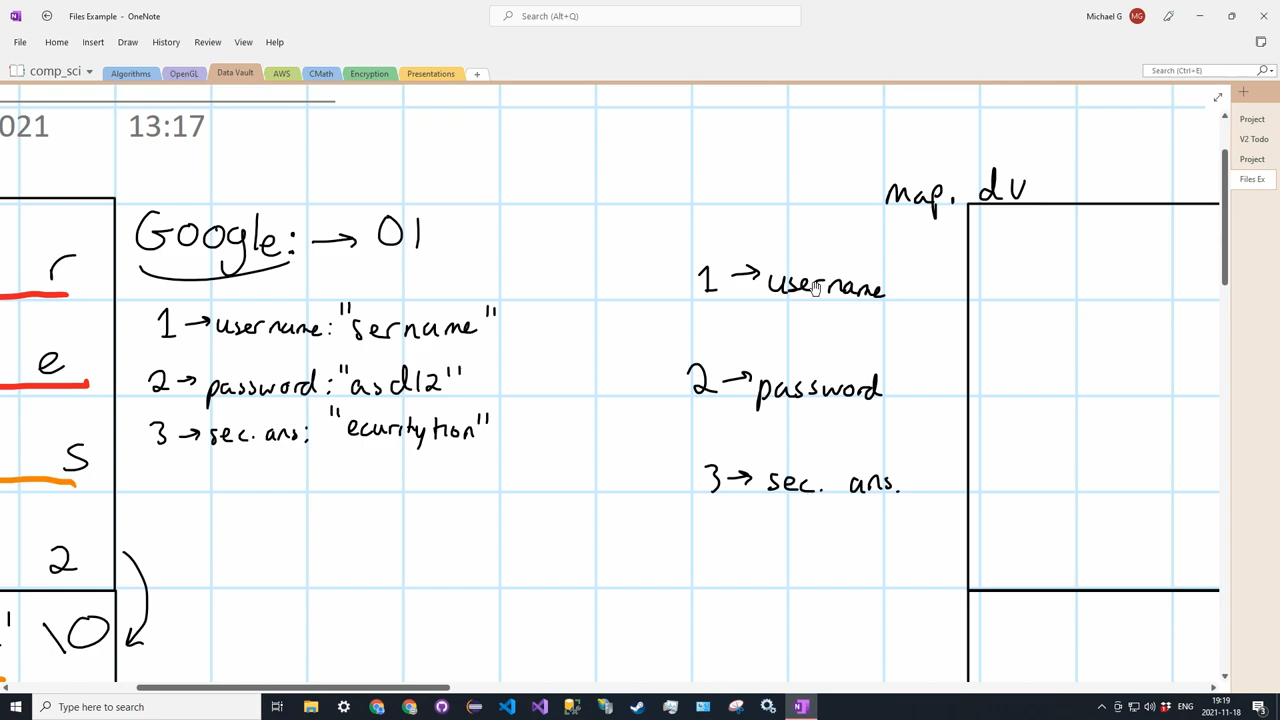 Files Example - OneNote
Search (Alt+Q)
Michael G
MG
File Home Insert Draw History Review View Help
comp_sci
Algorithms OpenGL Data Vault AWS CMath Encryption Presentations
Search (Ctrl+E)
021 13:17
Project
V2 Todo
Project
Files Ex
map. dv
r
Google: → 01
1 → username
1 → username: "sername"
e
2 → password: "asd12"
2 → password
3 → sec. ans: "ecuritytion"
s
3 → sec. ans.
2
\0
Type here to search
ENG
19:19
2021-11-18